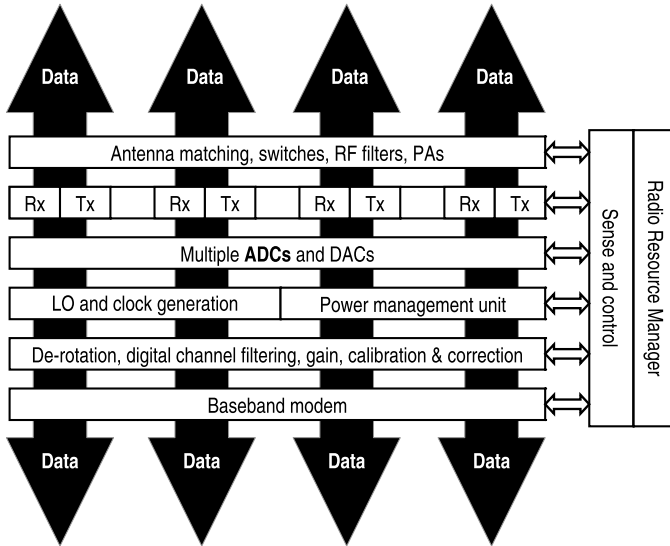 Data Data Data Data
Antenna matching, switches, RF filters, PAs
Rx Tx Rx Tx Rx Tx Rx Tx
Multiple ADCs and DACs
LO and clock generation Power management unit
De-rotation, digital channel filtering, gain, calibration & correction
Baseband modem
Data Data Data Data
Sense and control
Radio Resource Manager